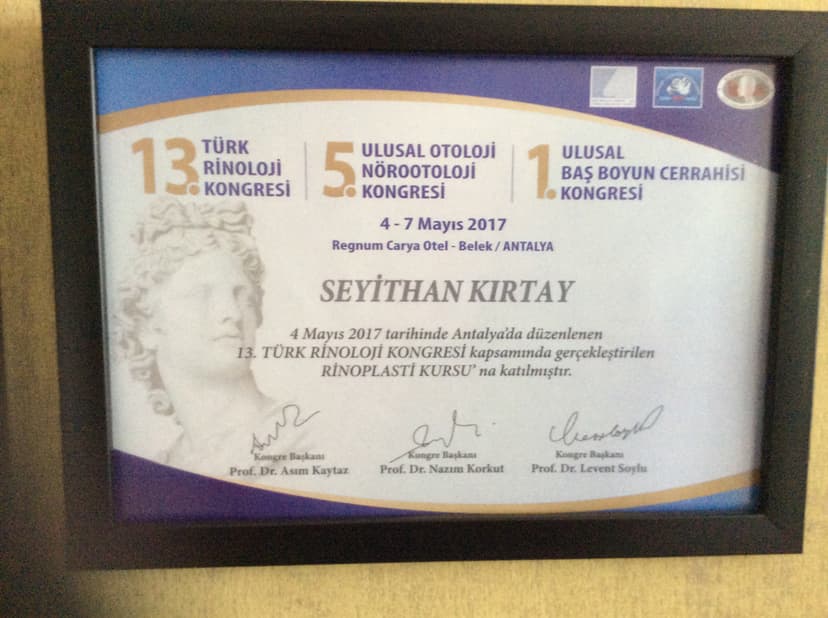 13. TÜRK
RİNOLOJİ
KONGRESİ
5. ULUSAL OTOLOJİ
NÖROOTOLOJİ
KONGRESİ
1. ULUSAL
BAŞ BOYUN CERRAHİSİ
KONGRESİ
4 - 7 Mayıs 2017
Regnum Carya Otel - Belek / ANTALYA
SEYİTHAN KIRTAY
4 Mayıs 2017 tarihinde Antalya'da düzenlenen
13. TÜRK RİNOLOJİ KONGRESİ kapsamında gerçekleştirilen
RİNOPLASTİ KURSU' na katılmıştır.
Kongre Başkanı
Prof. Dr. Asım Kaytaz
Kongre Başkanı
Prof. Dr. Nazım Korkut
Kongre Başkanı
Prof. Dr. Levent Soylu